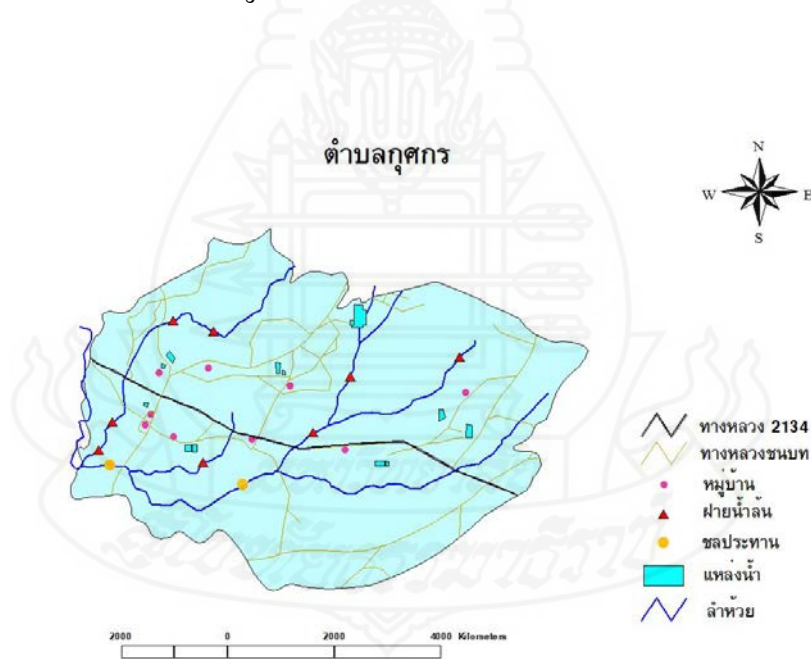 ตำบลกุศกร
N
W E
S
ทางหลวง 2134
ทางหลวงชนบท
หมู่บ้าน
ฝายน้ำล้น
ชลประทาน
แหล่งน้ำ
ลำห้วย
2000 0 2000 4000 Kilometers